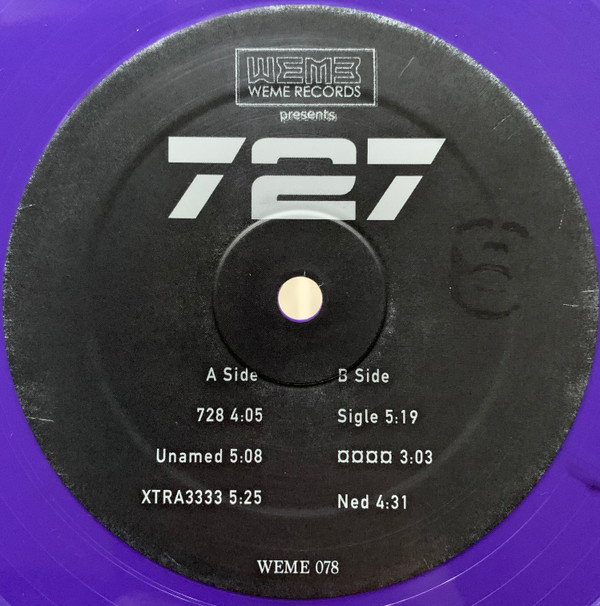 WEME
WEME RECORDS
presents
727
A Side
728 4:05
Unamed 5:08
XTRA3333 5:25
B Side
Sigle 5:19
¤¤¤¤ 3:03
Ned 4:31
WEME 078